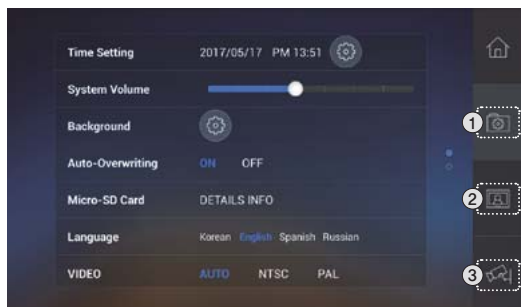 Time Setting 2017/05/17 PM 13:51
System Volume
1
Background
Auto-Overwriting ON OFF
Micro-SD Card DETAILS INFO
2
Language Korean English Spanish Russian
VIDEO AUTO NTSC PAL
3